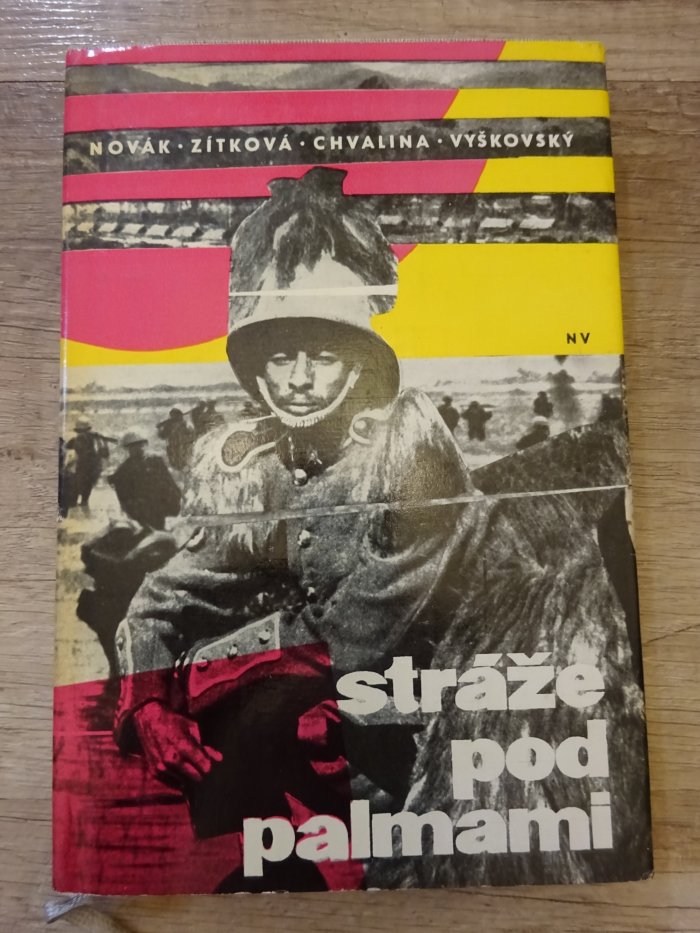 NOVÁK · ZÍTKOVÁ · CHVALINA · VYŠKOVSKÝ
NV
stráže
pod
palmami